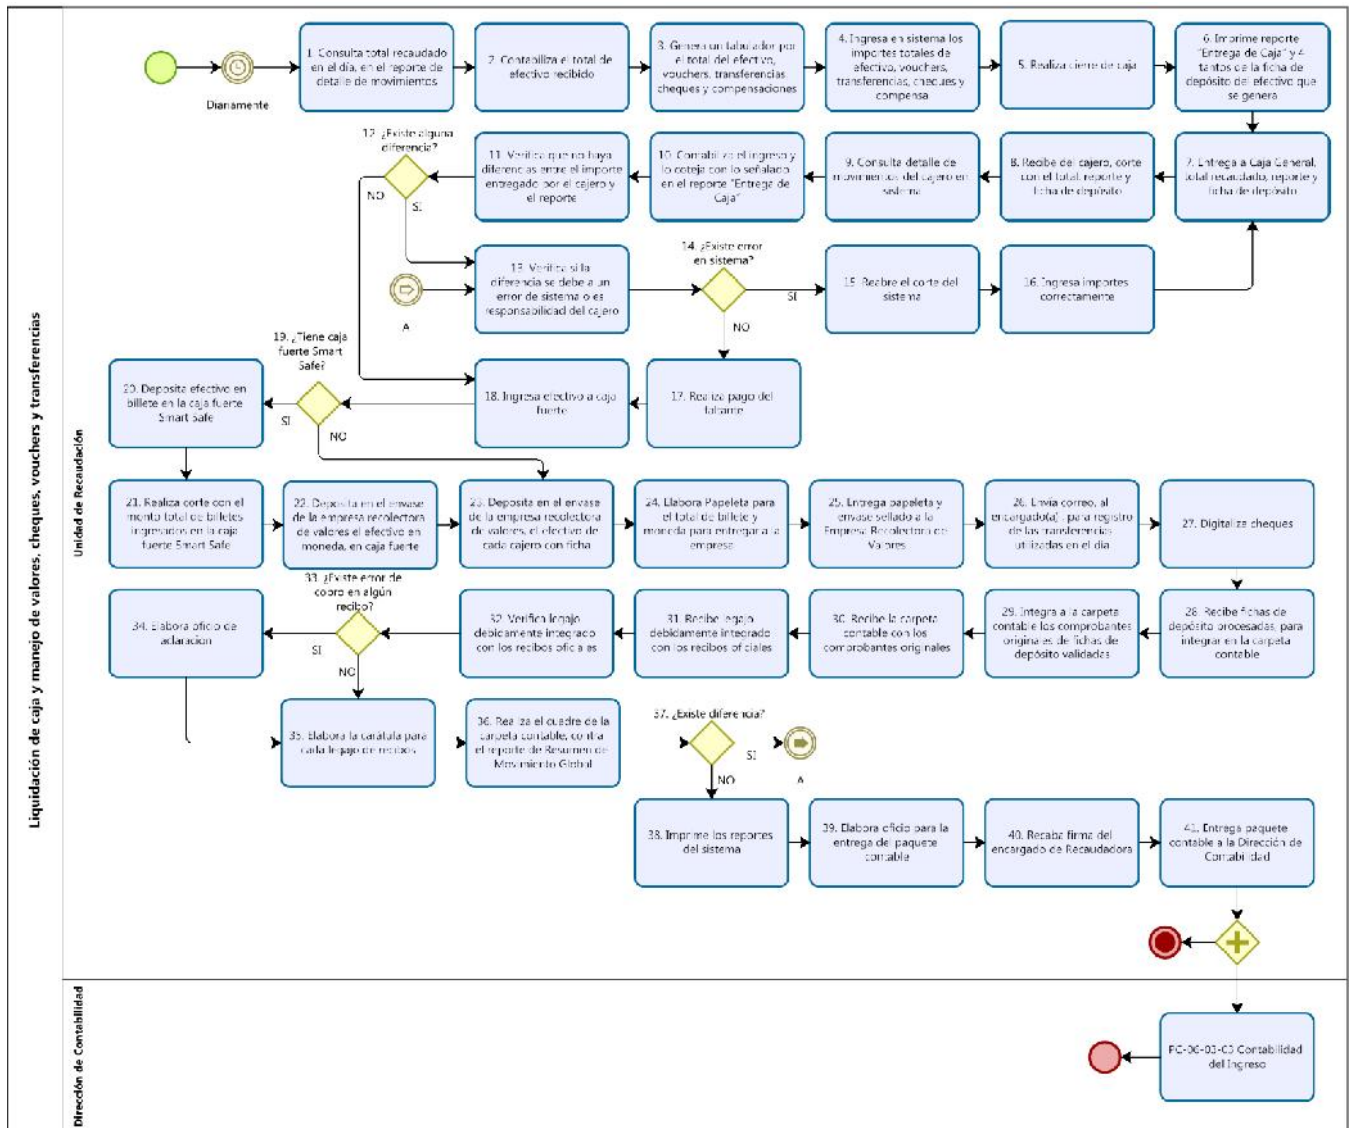 Liquidación de caja y manejo de valores, cheques, vouchers y transferencias
Unidad de Recaudación
Diariamente
1. Consulta total recaudado
en el día, en el reporte de
detalle de movimientos
2. Contabiliza el total de
efectivo recibido
3. Genera un tabulador por
el total del efectivo,
vouchers, transferencias
cheques y compensaciones
4. Ingresa en sistema los
importes totales de
efectivo, vouchers,
transferencias, cheques y
compensa
5. Realiza cierre de caja
6. Imprime reporte
"Entrega de Caja" y 4
tantos de la ficha de
depósito del efectivo que
se genera
12. ¿Existe alguna
diferencia?
NO
SI
11. Verifica que no haya
diferencias entre el importe
entregado por el cajero y
el reporte
10. Contabiliza el ingreso y
lo coteja con lo señalado
en el reporte "Entrega de
Caja"
9. Consulta detalle de
movimientos del cajero en
sistema
8. Recibe del cajero, corte
con el total, reporte y
ficha de depósito
7. Entrega a Caja General,
total recaudado, reporte y
ficha de depósito
A
13. Verifica si la
diferencia se debe a un
error de sistema o es
responsabilidad del cajero
14. ¿Existe error
en sistema?
SI
NO
15. Reabre el corte del
sistema
16. Ingresa importes
correctamente
20. Deposita efectivo en
billete en la caja fuerte
Smart Safe
19. ¿Tiene caja
fuerte Smart
Safe?
SI
NO
18. Ingresa efectivo a caja
fuerte
17. Realiza pago del
faltante
21. Realiza corte con el
monto total de billetes
ingresados en la caja
fuerte Smart Safe
22. Deposita en el envase
de la empresa recolectora
de valores el efectivo en
moneda, en caja fuerte
23. Deposita en el envase
de la empresa recolectora
de valores, el efectivo de
cada cajero con ficha
24. Elabora Papeleta para
el total de billete y
moneda para entregar a la
empresa
25. Entrega papeleta y
envase sellado a la
Empresa Recolectora de
Valores
26. Envía correo, al
encargado(a), para registro
de las transferencias
utilizadas en el día
27. Digitaliza cheques
34. Elabora oficio de
aclaracion
33. ¿Existe error de
cobro en algún
recibo?
SI
NO
32. Verifica legajo
debidamente integrado
con los recibos oficiales
31. Recibe legajo
debidamente integrado
con los recibos oficiales
30. Recibe la carpeta
contable con los
comprobantes originales
29. Integra a la carpeta
contable los comprobantes
originales de fichas de
depósito validadas
28. Recibe fichas de
depósito procesadas, para
integrar en la carpeta
contable
35. Elabora la carátula para
cada legajo de recibos
36. Realiza el cuadre de la
carpeta contable, contra
el reporte de Resumen de
Movimiento Global
37. ¿Existe diferencia?
SI
NO
A
38. Imprime los reportes
del sistema
39. Elabora oficio para la
entrega del paquete
contable
40. Recaba firma del
encargado de Recaudadora
41. Entrega paquete
contable a la Dirección de
Contabilidad
Dirección de Contabilidad
PC-06-03-03 Contabilidad
del Ingreso